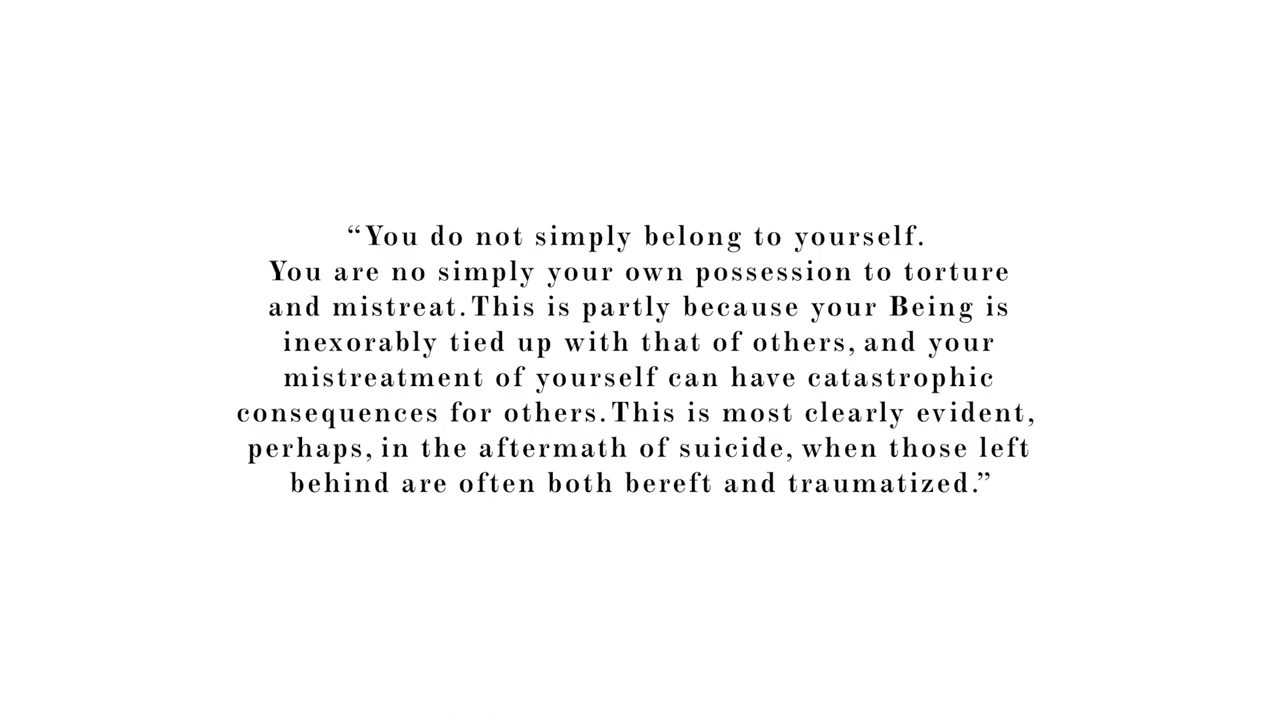 “You do not simply belong to yourself.
You are no simply your own possession to torture
and mistreat. This is partly because your Being is
inexorably tied up with that of others, and your
mistreatment of yourself can have catastrophic
consequences for others. This is most clearly evident,
perhaps, in the aftermath of suicide, when those left
behind are often both bereft and traumatized.”